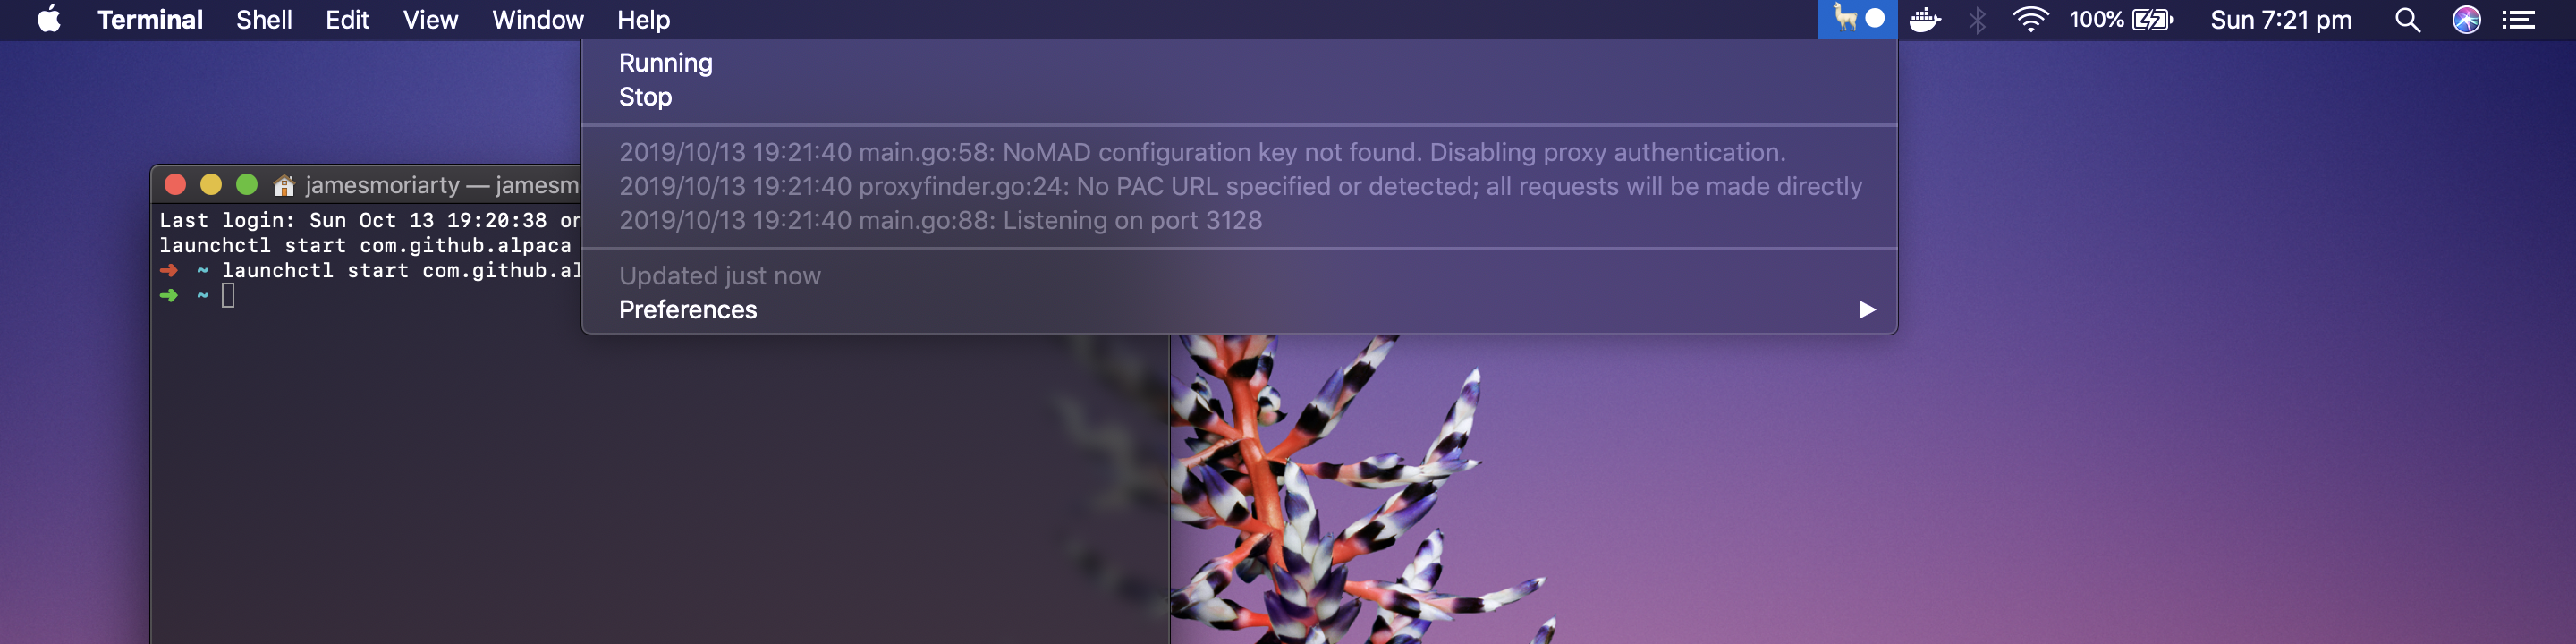 Terminal Shell Edit View Window Help 100% Sun 7:21 pm
Running
Stop
2019/10/13 19:21:40 main.go:58: NoMAD configuration key not found. Disabling proxy authentication.
2019/10/13 19:21:40 proxyfinder.go:24: No PAC URL specified or detected; all requests will be made directly
2019/10/13 19:21:40 main.go:88: Listening on port 3128
Updated just now
Preferences
jamesmoriarty — jamesm
Last login: Sun Oct 13 19:20:38 on
launchctl start com.github.alpaca
➜ ~ launchctl start com.github.al
➜ ~